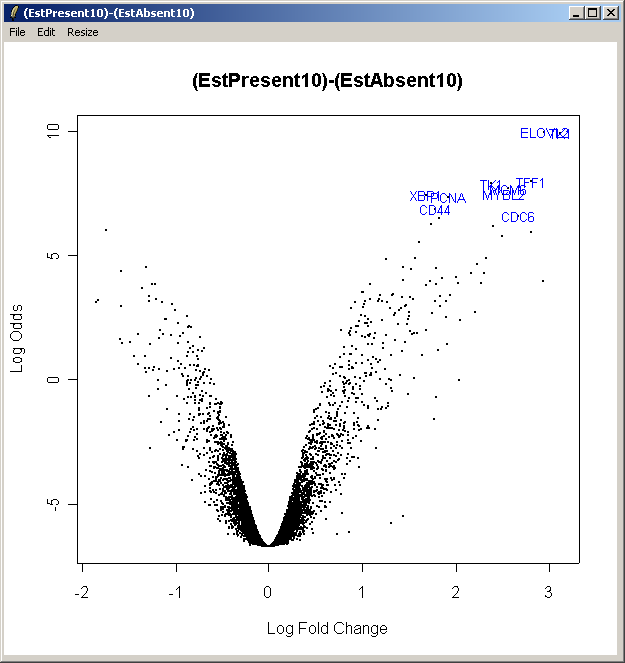 (EstPresent10)-(EstAbsent10)
File Edit Resize
(EstPresent10)-(EstAbsent10)
10
5
0
-5
Log Odds
ELOVL2
TK1 TFF1
MCM6
XBP1 PCNA MYBL2
CD44
CDC6
-2 -1 0 1 2 3
Log Fold Change